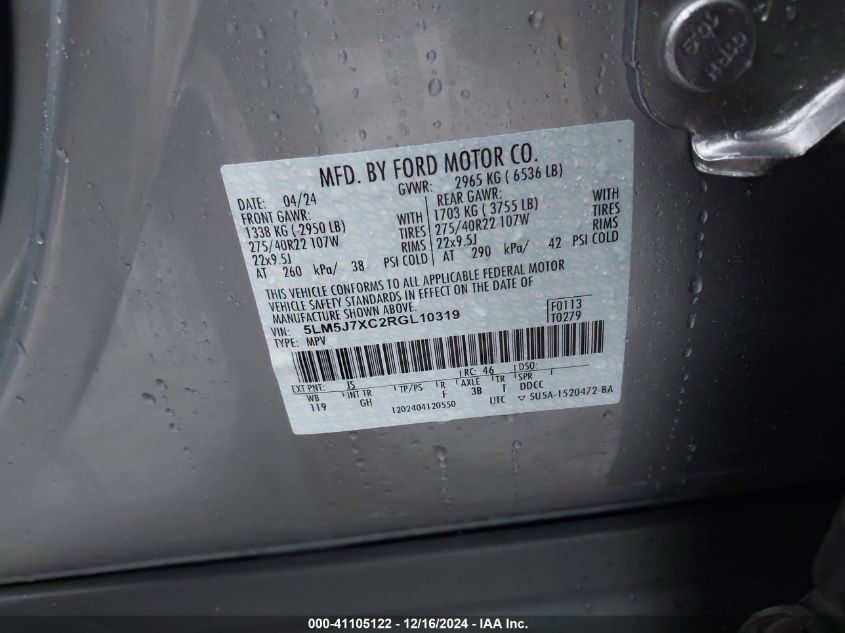 MFD. BY FORD MOTOR CO.
DATE: 04/24 GVWR: 2965 KG ( 6536 LB)
FRONT GAWR: REAR GAWR:
1338 KG ( 2950 LB) WITH 1703 KG ( 3755 LB) WITH
275/40R22 107W TIRES 275/40R22 107W TIRES
22x9.5J RIMS 22x9.5J RIMS
AT 260 kPa/ 38 PSI COLD AT 290 kPa/ 42 PSI COLD
THIS VEHICLE CONFORMS TO ALL APPLICABLE FEDERAL MOTOR
VEHICLE SAFETY STANDARDS IN EFFECT ON THE DATE OF
MANUFACTURE SHOWN ABOVE.
VIN: 5LM5J7XC2RGL10319 F0113
TYPE: MPV T0279
EXT PNT: JS RC: 46 DSO:
WB INT TR TP/PS R AXLE TR SPR
119 GH F 3B T DDCC
1202404120550 UTC ▽ 5U5A-1520472-BA
000-41105122 - 12/16/2024 - IAA Inc.